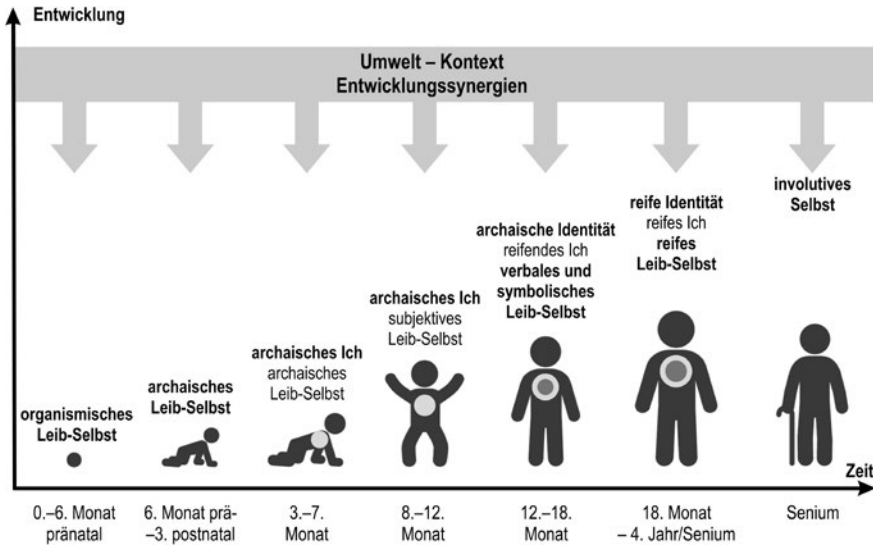 Entwicklung
Umwelt – Kontext
Entwicklungssynergien
organismisches
Leib-Selbst
archaisches
Leib-Selbst
archaisches Ich
archaisches
Leib-Selbst
archaisches Ich
subjektives
Leib-Selbst
archaische Identität
reifendes Ich
verbales und
symbolisches
Leib-Selbst
reife Identität
reifes Ich
reifes
Leib-Selbst
involutives
Selbst
Zeit
0.–6. Monat
pränatal
6. Monat prä-
–3. postnatal
3.–7.
Monat
8.–12.
Monat
12.–18.
Monat
18. Monat
– 4. Jahr/Senium
Senium